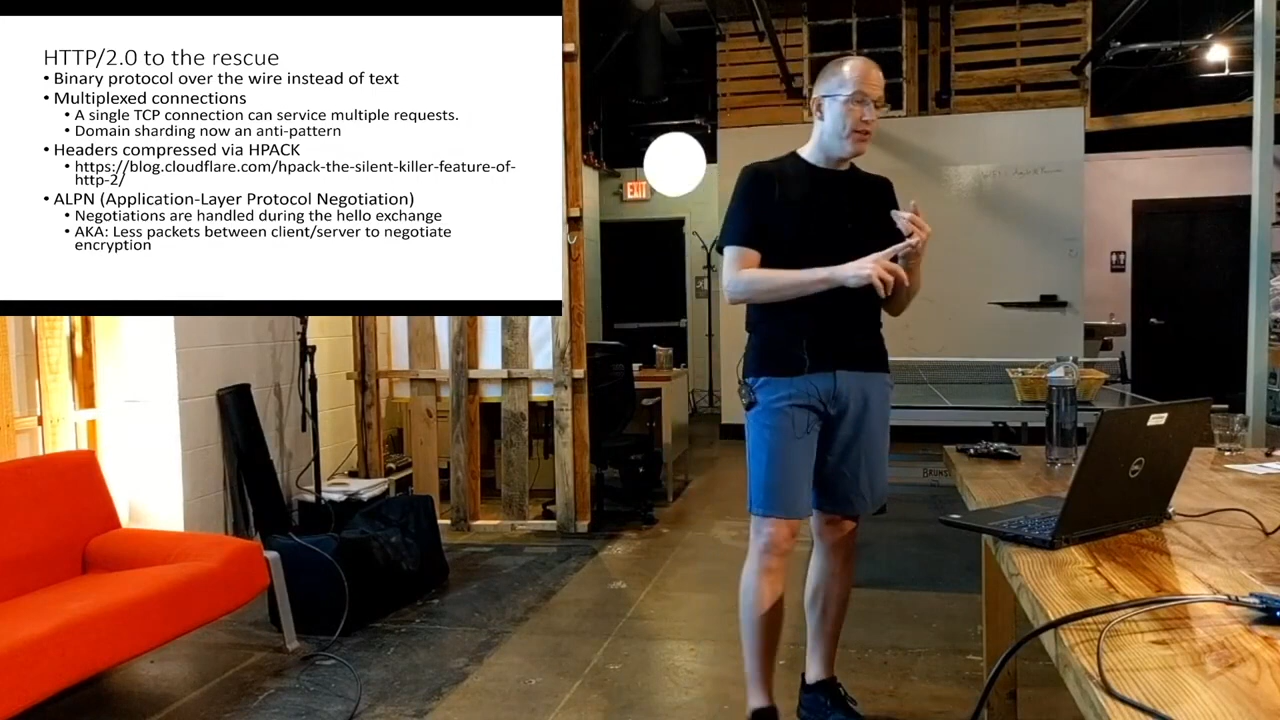 HTTP/2.0 to the rescue
• Binary protocol over the wire instead of text
• Multiplexed connections
• A single TCP connection can service multiple requests.
• Domain sharding now an anti-pattern
• Headers compressed via HPACK
• https://blog.cloudflare.com/hpack-the-silent-killer-feature-of-
http-2/
• ALPN (Application-Layer Protocol Negotiation)
• Negotiations are handled during the hello exchange
• AKA: Less packets between client/server to negotiate
encryption
EXIT
DELL